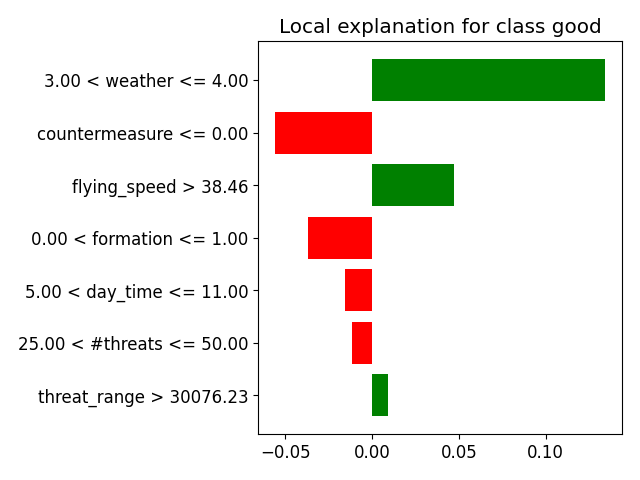 Local explanation for class good
3.00 < weather <= 4.00
countermeasure <= 0.00
flying_speed > 38.46
0.00 < formation <= 1.00
5.00 < day_time <= 11.00
25.00 < #threats <= 50.00
threat_range > 30076.23
−0.05 0.00 0.05 0.10